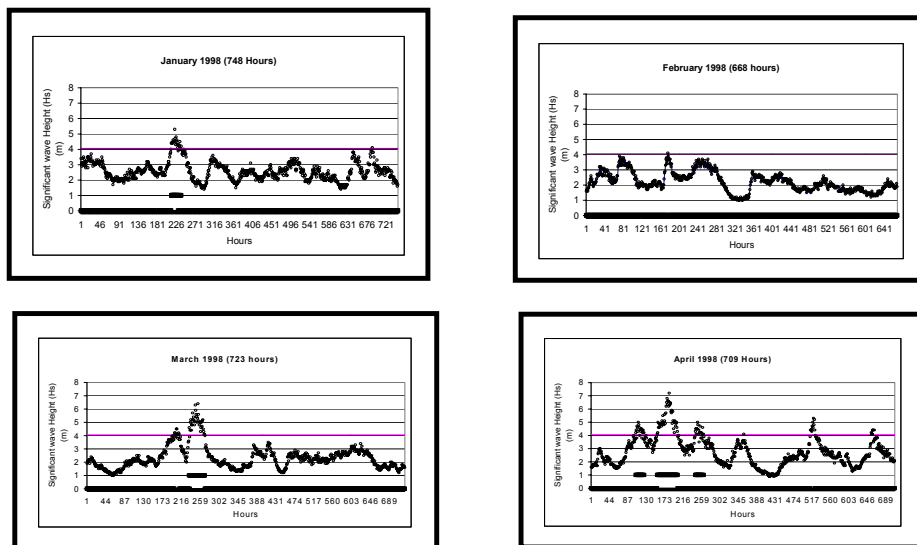 January 1998 (748 Hours)
Significant wave Height (Hs)
(m)
8
7
6
5
4
3
2
1
0
1 46 91 136 181 226 271 316 361 406 451 496 541 586 631 676 721
Hours
February 1998 (668 hours)
Significant wave Height (Hs)
(m)
8
7
6
5
4
3
2
1
0
1 41 81 121 161 201 241 281 321 361 401 441 481 521 561 601 641
Hours
March 1998 (723 hours)
Significant wave Height (Hs)
(m)
8
7
6
5
4
3
2
1
0
1 44 87 130 173 216 259 302 345 388 431 474 517 560 603 646 689
Hours
April 1998 (709 Hours)
Significant wave Height (Hs)
(m)
8
7
6
5
4
3
2
1
0
1 44 87 130 173 216 259 302 345 388 431 474 517 560 603 646 689
Hours